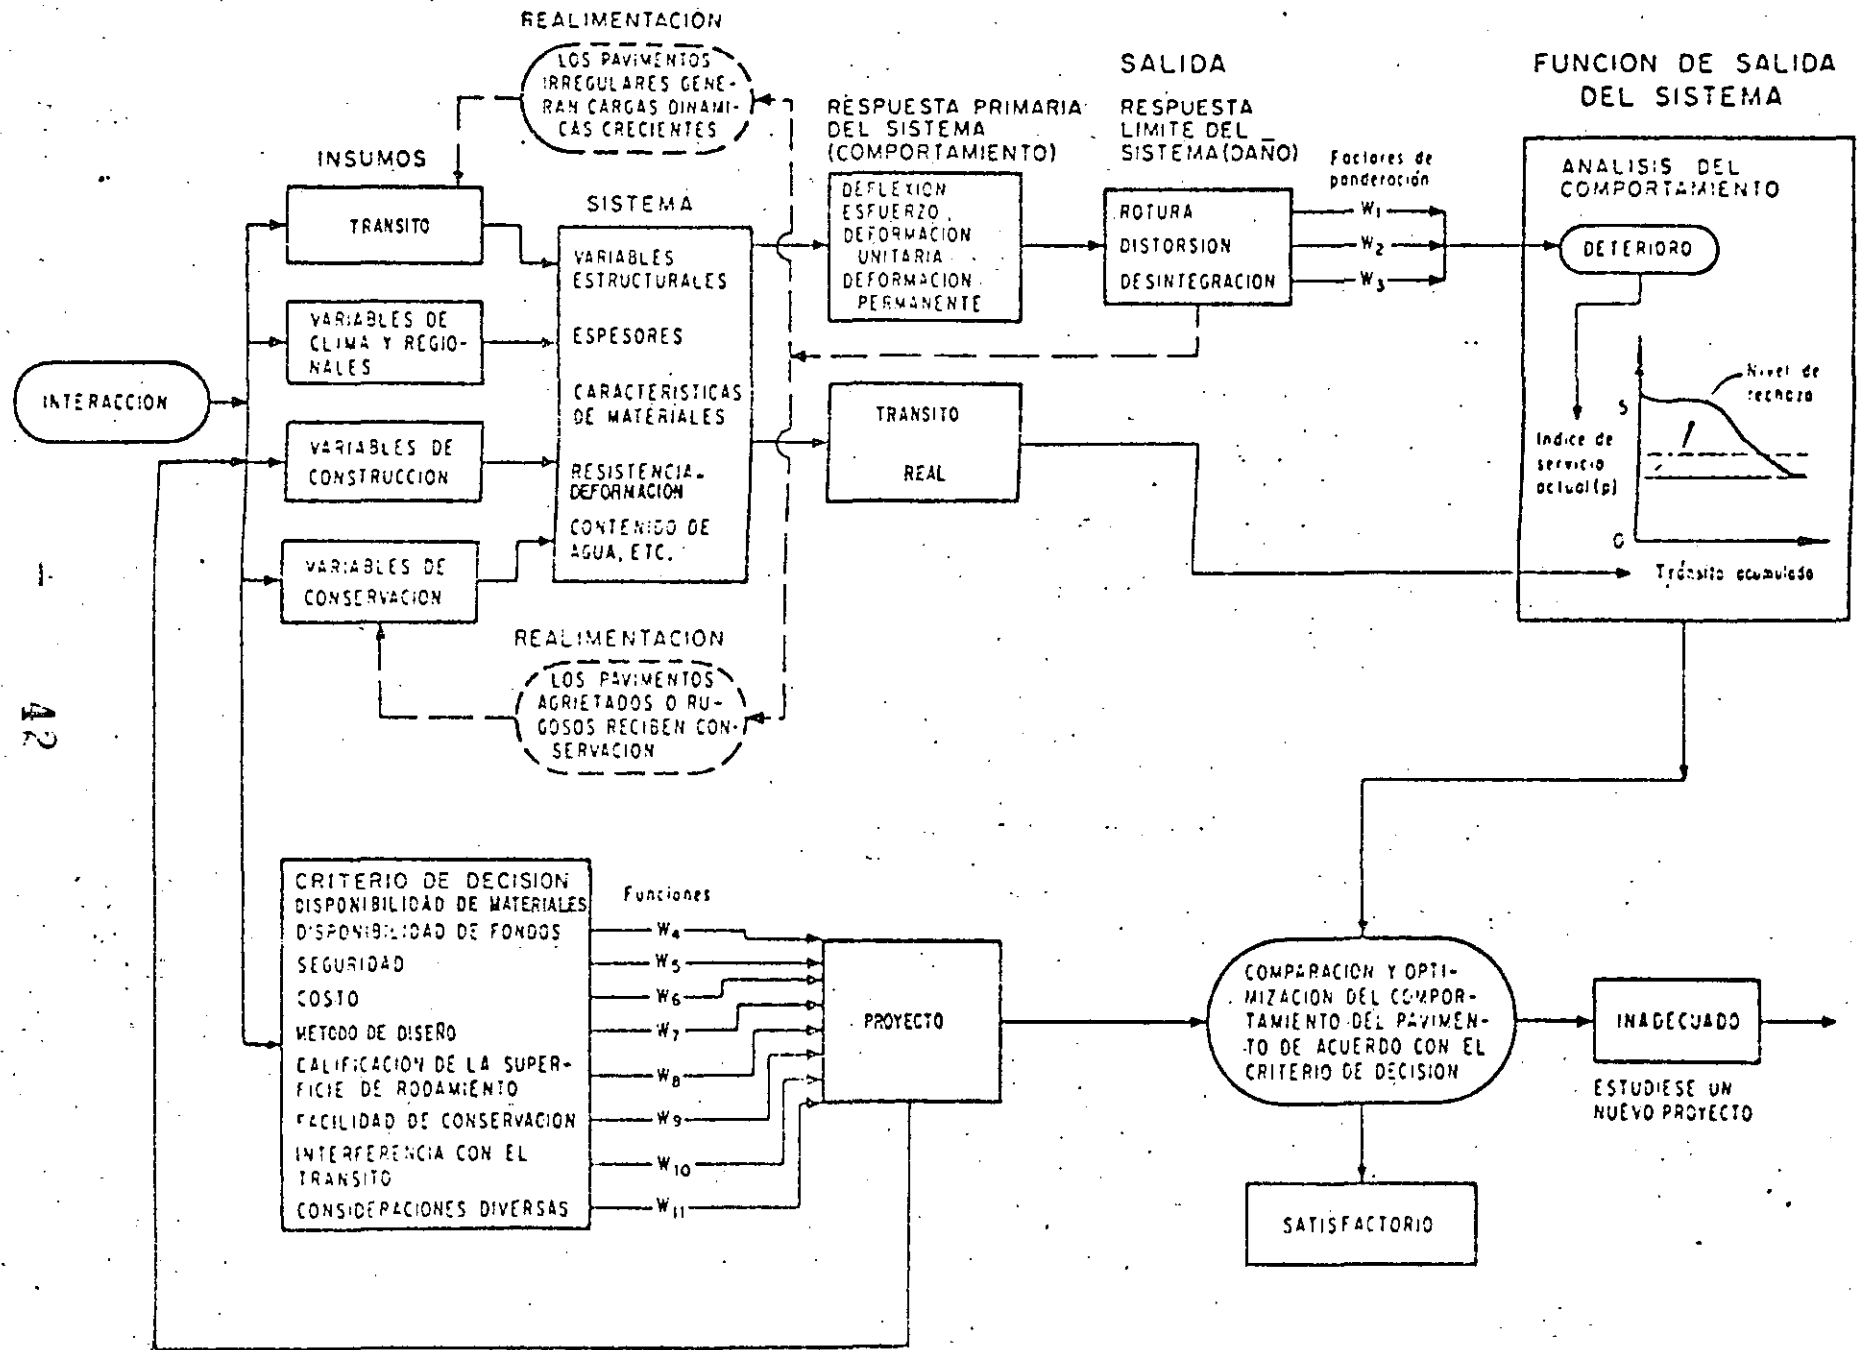 REALIMENTACION
LOS PAVIMENTOS
IRREGULARES GENE-
RAN CARGAS DINAMI-
CAS CRECIENTES
INSUMOS
TRANSITO
VARIABLES DE
CLIMA Y REGIO-
NALES
INTERACCION
VARIABLES DE
CONSTRUCCION
VARIABLES DE
CONSERVACION
SISTEMA
VARIABLES
ESTRUCTURALES
ESPESORES
CARACTERISTICAS
DE MATERIALES
RESISTENCIA-
DEFORMACION
CONTENIDO DE
AGUA, ETC.
REALIMENTACION
LOS PAVIMENTOS
AGRIETADOS O RU-
GOSOS RECIBEN CON-
SERVACION
RESPUESTA PRIMARIA
DEL SISTEMA
(COMPORTAMIENTO)
DEFLEXION
ESFUERZO
DEFORMACION
UNITARIA
DEFORMACION
PERMANENTE
TRANSITO
REAL
SALIDA
RESPUESTA
LIMITE DEL
SISTEMA (DAÑO)
ROTURA
DISTORSION
DESINTEGRACION
Factores de
ponderación
W1
W2
W3
FUNCION DE SALIDA
DEL SISTEMA
ANALISIS DEL
COMPORTAMIENTO
DETERIORO
Nivel de
rechazo
5
Indice de
servicio
actual (p)
0
Tránsito acumulado
42
CRITERIO DE DECISION
DISPONIBILIDAD DE MATERIALES
DISPONIBILIDAD DE FONDOS
SEGURIDAD
COSTO
METODO DE DISEÑO
CALIFICACION DE LA SUPER-
FICIE DE RODAMIENTO
FACILIDAD DE CONSERVACION
INTERFERENCIA CON EL
TRANSITO
CONSIDERACIONES DIVERSAS
Funciones
W4
W5
W6
W7
W8
W9
W10
W11
PROYECTO
COMPARACION Y OPTI-
MIZACION DEL COMPOR-
TAMIENTO DEL PAVIMEN-
TO DE ACUERDO CON EL
CRITERIO DE DECISION
INADECUADO
ESTUDIESE UN
NUEVO PROYECTO
SATISFACTORIO